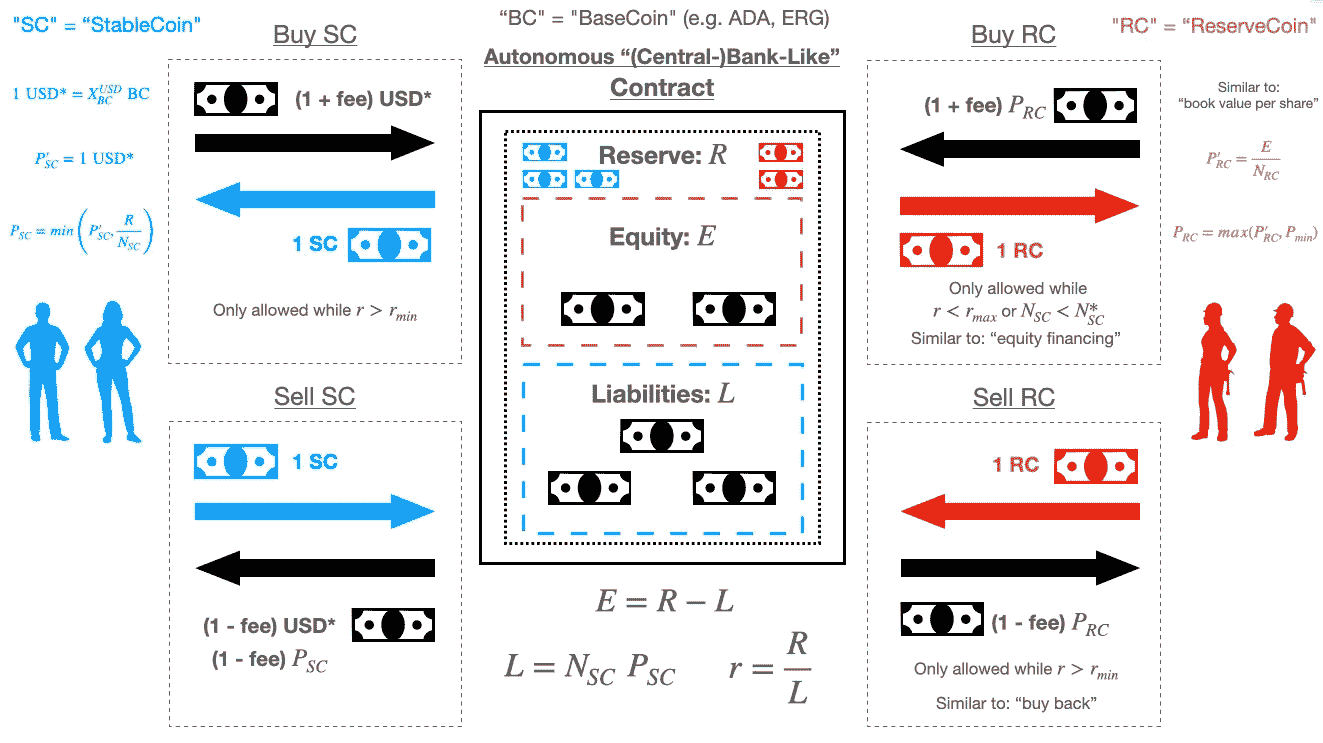 "SC" = “StableCoin”
1 USD* = X_{BC}^{USD} BC
P'_{SC} = 1 USD*
P_{SC} = min(P'_{SC}, R/N_{SC})
Buy SC
(1 + fee) USD*
1 SC
Only allowed while r > r_{min}
Sell SC
1 SC
(1 - fee) USD*
(1 - fee) P_{SC}
“BC” = "BaseCoin" (e.g. ADA, ERG)
Autonomous “(Central-)Bank-Like”
Contract
Reserve: R
Equity: E
Liabilities: L
E = R − L
L = N_{SC} P_{SC}
r = R/L
Buy RC
(1 + fee) P_{RC}
1 RC
Only allowed while
r < r_{max} or N_{SC} < N*_{SC}
Similar to: “equity financing”
Sell RC
1 RC
(1 - fee) P_{RC}
Only allowed while r > r_{min}
Similar to: “buy back”
"RC" = “ReserveCoin”
Similar to:
“book value per share”
P'_{RC} = E/N_{RC}
P_{RC} = max(P'_{RC}, P_{min})